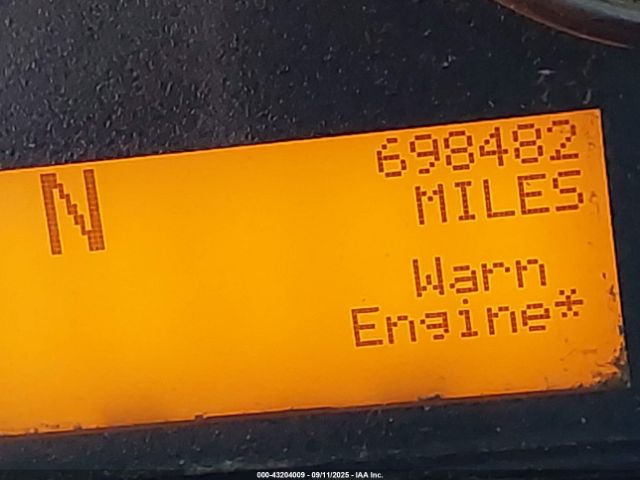 698482
N
MILES
Warn
Engine*
000-43204009 - 09/11/2025 - IAA Inc.